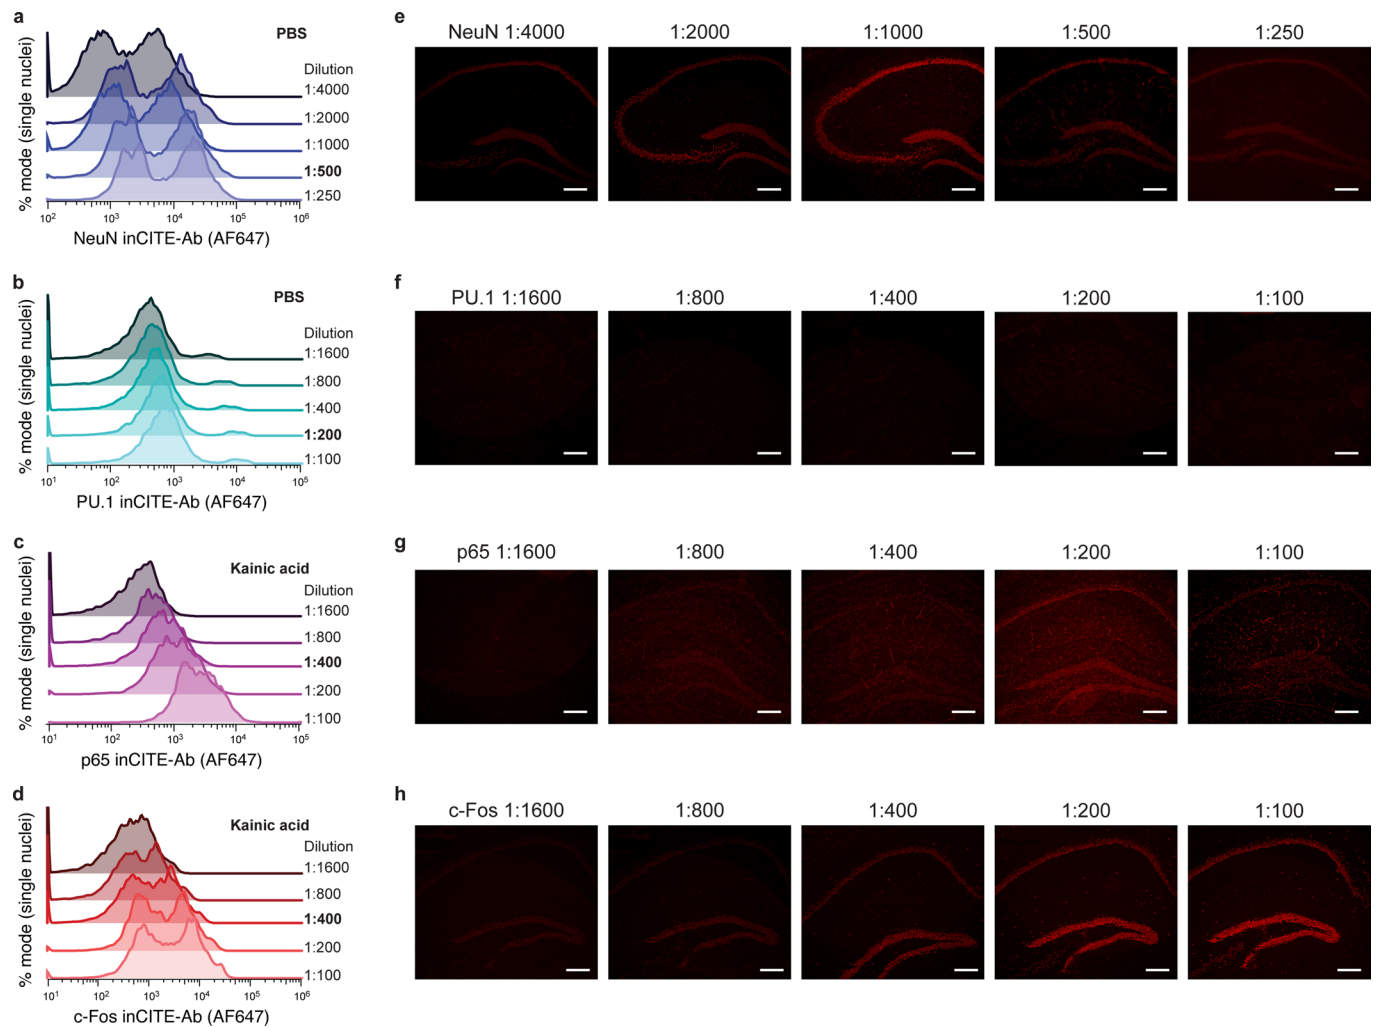 a
PBS
% mode (single nuclei)
Dilution
1:4000
1:2000
1:1000
1:500
1:250
10² 10³ 10⁴ 10⁵ 10⁶
NeuN inCITE-Ab (AF647)
e
NeuN 1:4000 1:2000 1:1000 1:500 1:250
b
PBS
% mode (single nuclei)
Dilution
1:1600
1:800
1:400
1:200
1:100
10¹ 10² 10³ 10⁴ 10⁵
PU.1 inCITE-Ab (AF647)
f
PU.1 1:1600 1:800 1:400 1:200 1:100
c
Kainic acid
% mode (single nuclei)
Dilution
1:1600
1:800
1:400
1:200
1:100
10¹ 10² 10³ 10⁴ 10⁵
p65 inCITE-Ab (AF647)
g
p65 1:1600 1:800 1:400 1:200 1:100
d
Kainic acid
% mode (single nuclei)
Dilution
1:1600
1:800
1:400
1:200
1:100
10¹ 10² 10³ 10⁴ 10⁵ 10⁶
c-Fos inCITE-Ab (AF647)
h
c-Fos 1:1600 1:800 1:400 1:200 1:100